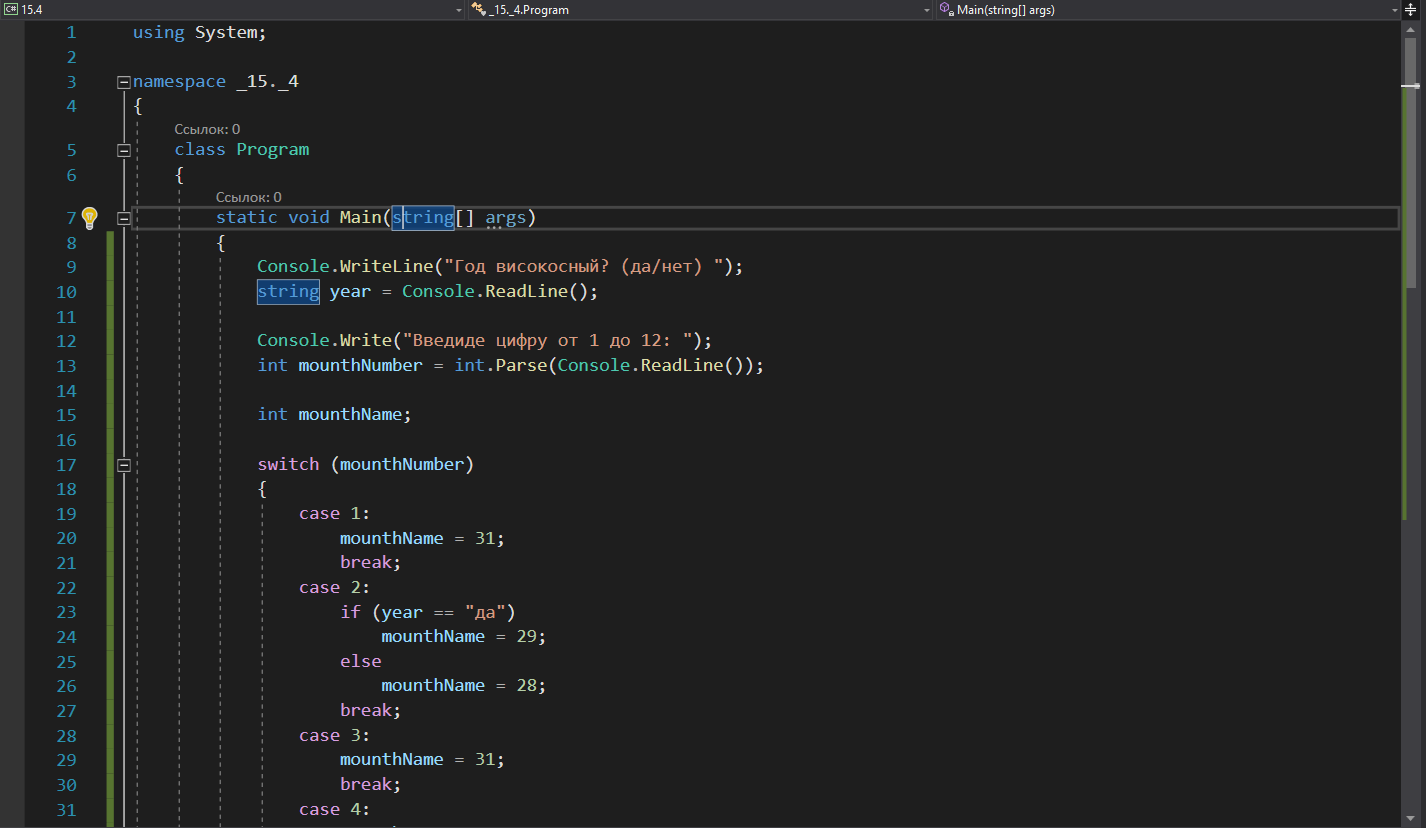 C# 15.4 _15._4.Program Main(string[] args)
1 using System;
2
3 namespace _15._4
4 {
Ссылок: 0
5 class Program
6 {
Ссылок: 0
7 static void Main(string[] args)
8 {
9 Console.WriteLine("Год високосный? (да/нет) ");
10 string year = Console.ReadLine();
11
12 Console.Write("Введиде цифру от 1 до 12: ");
13 int mounthNumber = int.Parse(Console.ReadLine());
14
15 int mounthName;
16
17 switch (mounthNumber)
18 {
19 case 1:
20 mounthName = 31;
21 break;
22 case 2:
23 if (year == "да")
24 mounthName = 29;
25 else
26 mounthName = 28;
27 break;
28 case 3:
29 mounthName = 31;
30 break;
31 case 4: